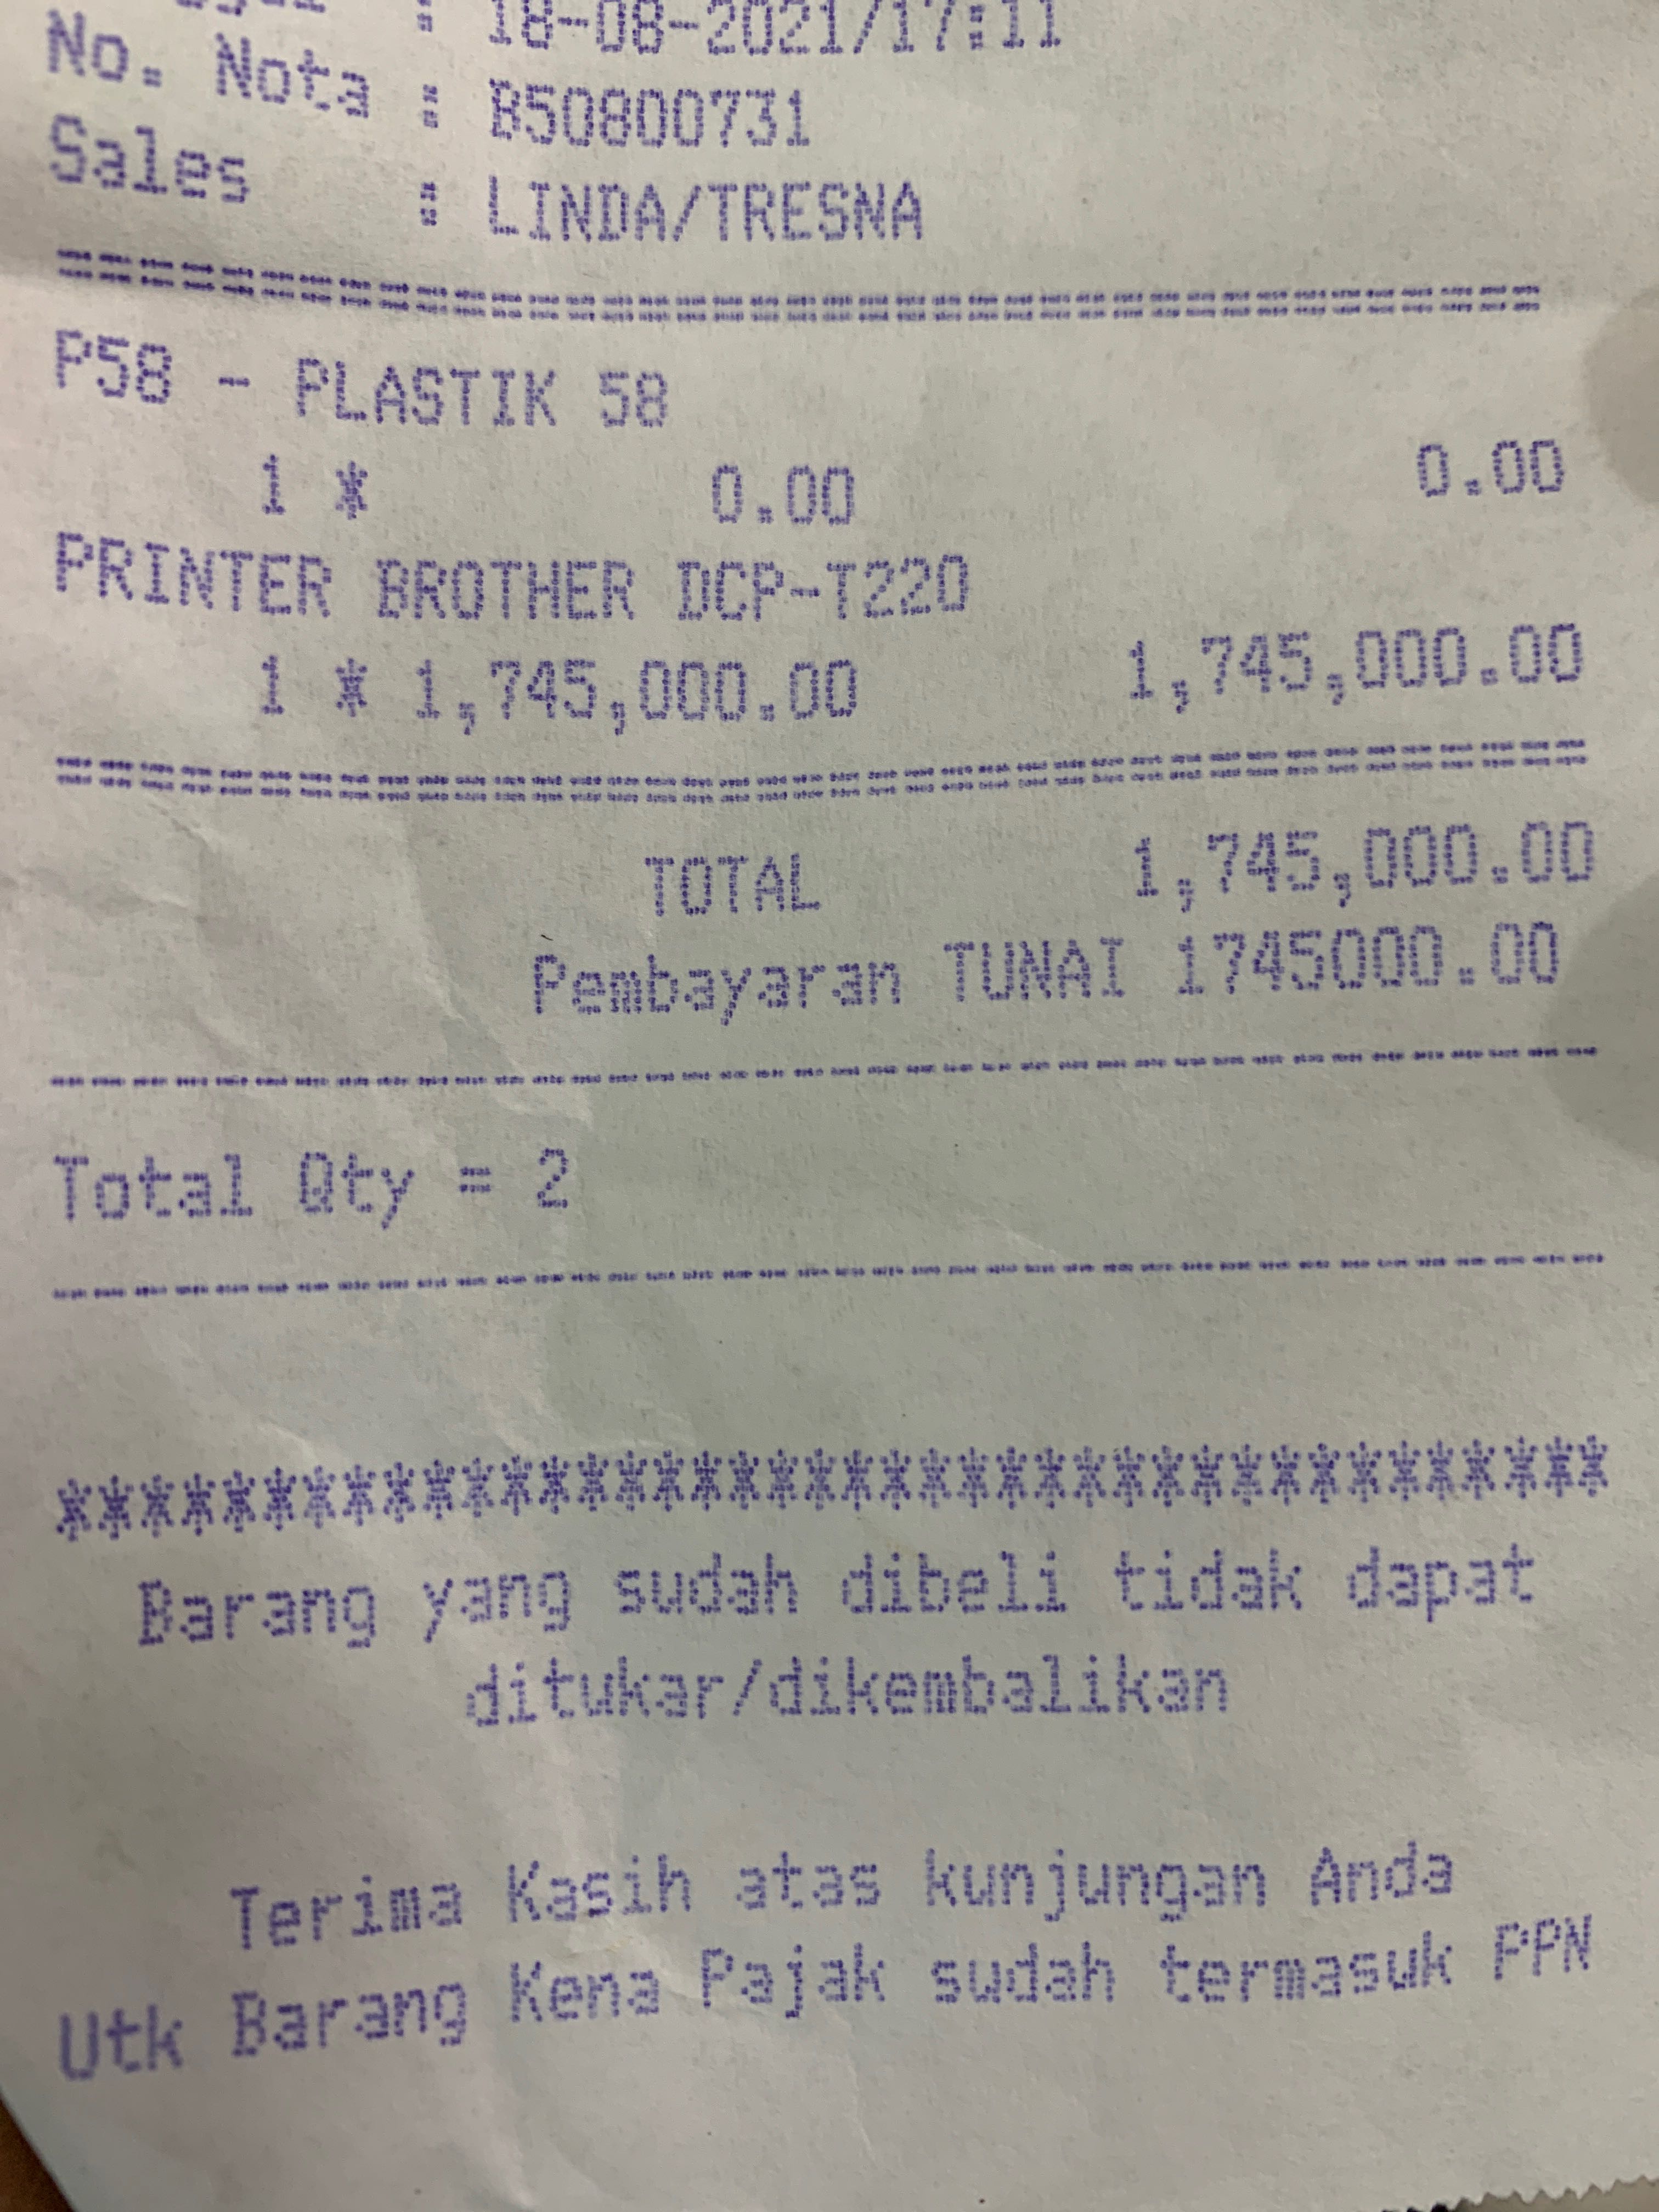 : 18-08-2021/17:11
No. Nota : B50800731
Sales : LINDA/TRESNA
P58 - PLASTIK 58
1 * 0.00 0.00
PRINTER BROTHER DCP-T220
1 * 1,745,000.00 1,745,000.00
TOTAL 1,745,000.00
Pembayaran TUNAI 1745000.00
Total Qty = 2
****************************************
Barang yang sudah dibeli tidak dapat
ditukar/dikembalikan
Terima Kasih atas kunjungan Anda
Utk Barang Kena Pajak sudah termasuk PPN